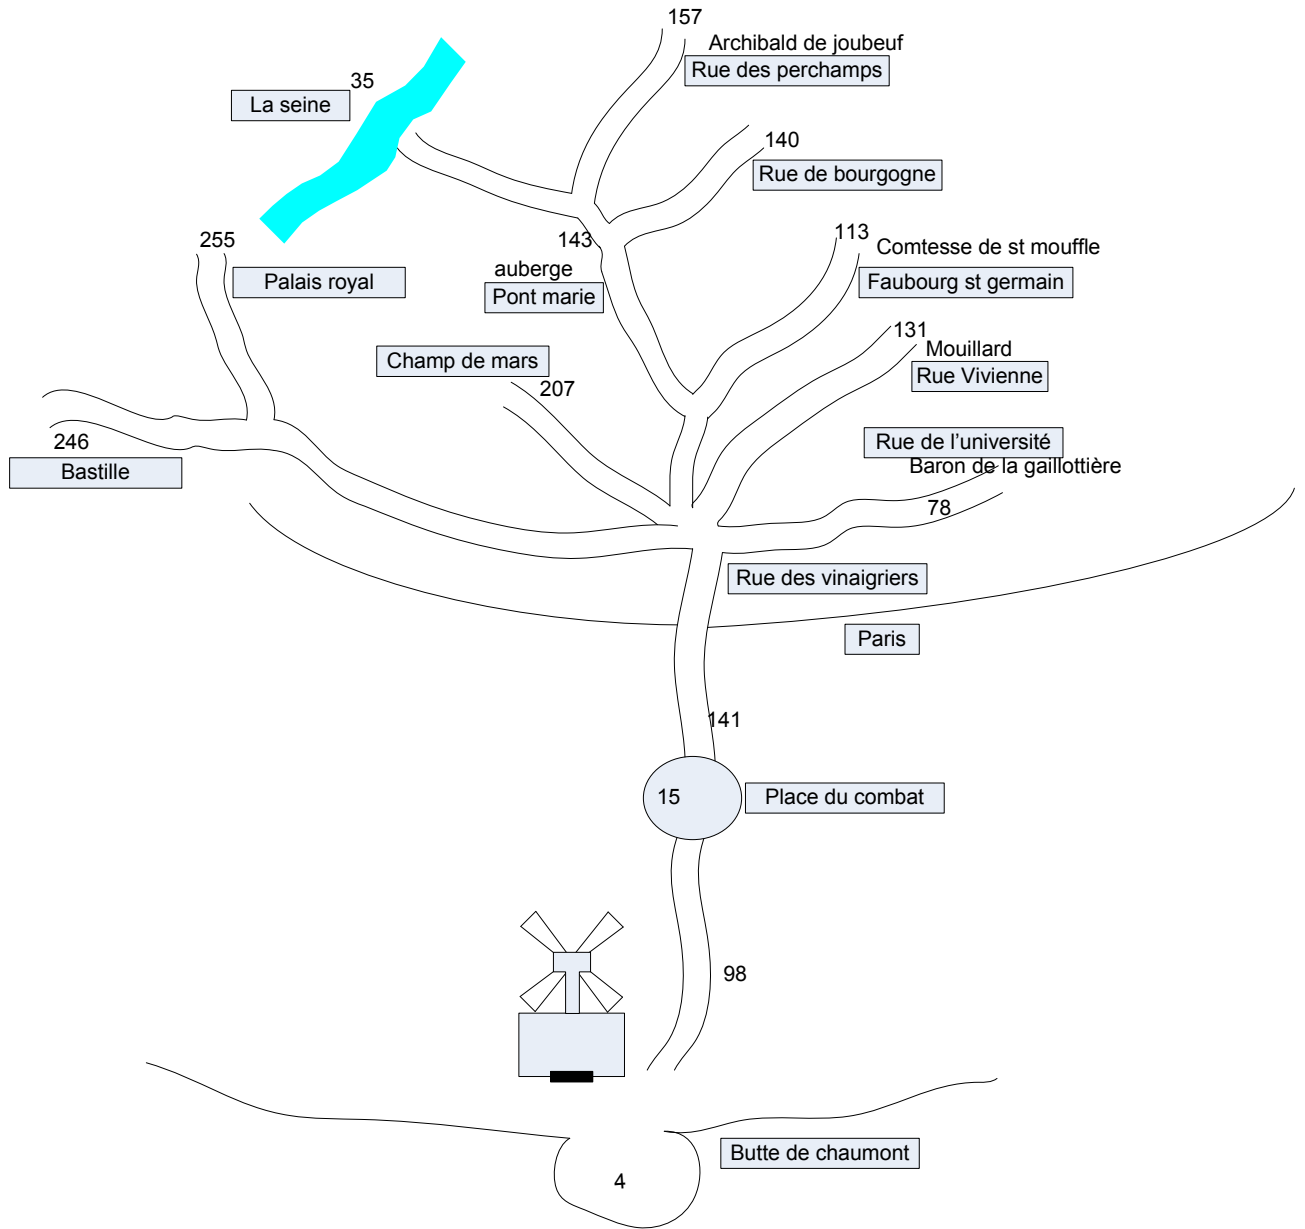 157
Archibald de joubeuf
Rue des perchamps
35
La seine
140
Rue de bourgogne
255
Palais royal
143
auberge
Pont marie
113
Comtesse de st mouffle
Faubourg st germain
131
Mouillard
Rue Vivienne
Champ de mars
207
246
Bastille
Rue de l’université
Baron de la gaillottière
78
Rue des vinaigriers
Paris
141
15
Place du combat
98
Butte de chaumont
4